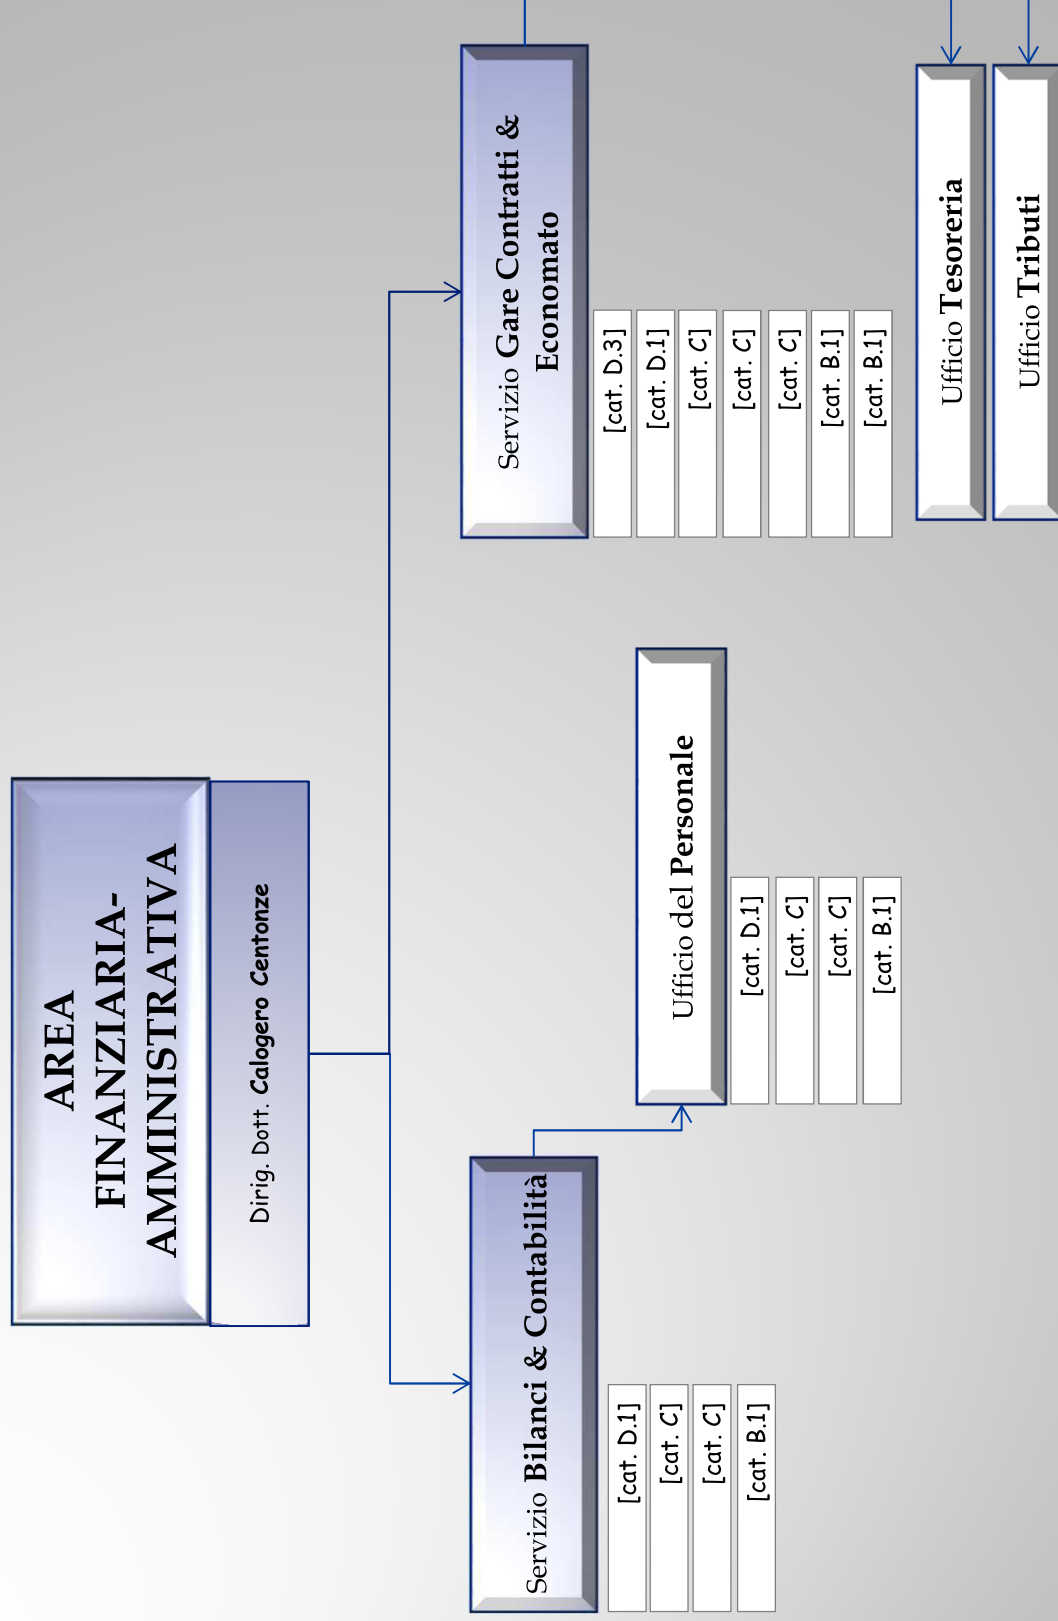 AREA
FINANZIARIA-
AMMINISTRATIVA
Dirig. Dott. Calogero Centonze
Servizio Bilanci & Contabilità
[cat. D.1]
[cat. C]
[cat. C]
[cat. B.1]
Ufficio del Personale
[cat. D.1]
[cat. C]
[cat. C]
[cat. B.1]
Servizio Gare Contratti &
Economato
[cat. D.3]
[cat. D.1]
[cat. C]
[cat. C]
[cat. C]
[cat. B.1]
[cat. B.1]
Ufficio Tesoreria
Ufficio Tributi